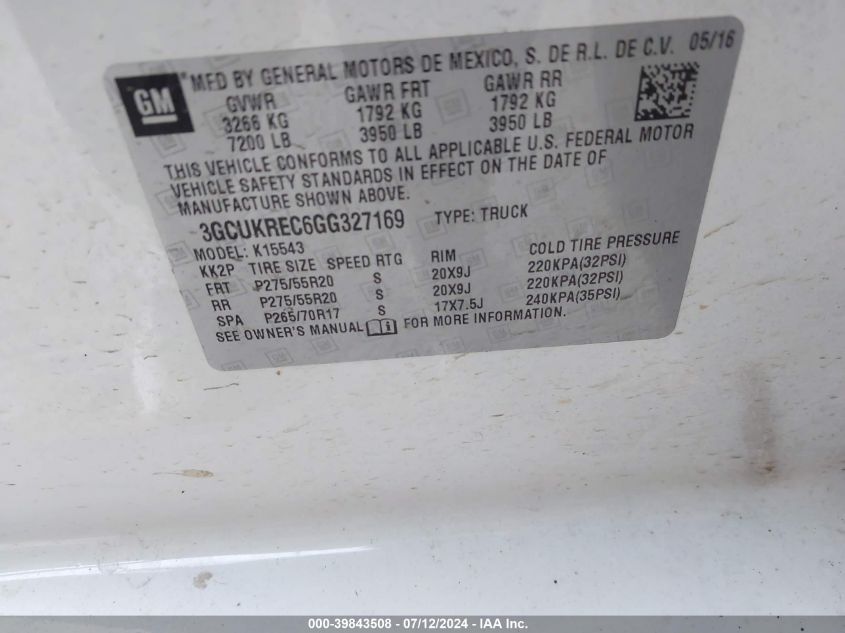 GM
MFD BY GENERAL MOTORS DE MEXICO, S. DE R.L. DE C.V. 05/16
GVWR GAWR FRT GAWR RR
3266 KG 1792 KG 1792 KG
7200 LB 3950 LB 3950 LB
THIS VEHICLE CONFORMS TO ALL APPLICABLE U.S. FEDERAL MOTOR
VEHICLE SAFETY STANDARDS IN EFFECT ON THE DATE OF
MANUFACTURE SHOWN ABOVE.
3GCUKREC6GG327169 TYPE: TRUCK
MODEL: K15543
KK2P TIRE SIZE SPEED RTG RIM COLD TIRE PRESSURE
FRT P275/55R20 S 20X9J 220KPA(32PSI)
RR P275/55R20 S 20X9J 220KPA(32PSI)
SPA P265/70R17 S 17X7.5J 240KPA(35PSI)
SEE OWNER'S MANUAL FOR MORE INFORMATION.
000-39843508 / 07/12/2024 - IAA Inc.